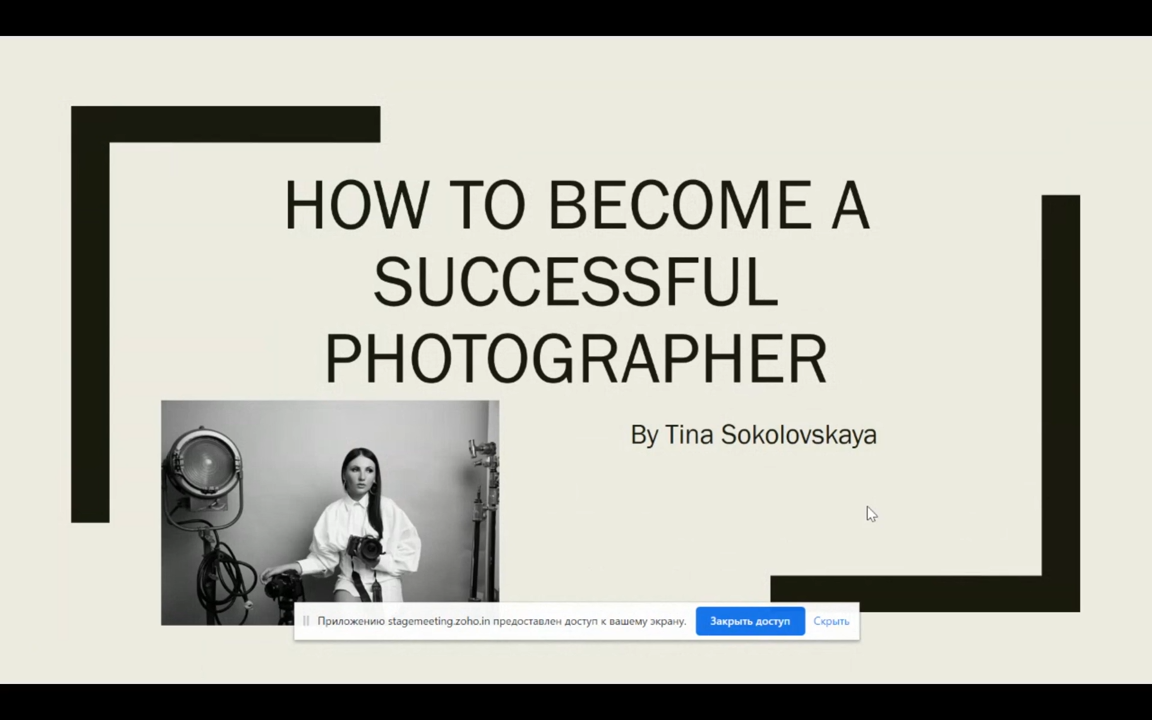 HOW TO BECOME A
SUCCESSFUL
PHOTOGRAPHER
By Tina Sokolovskaya
Приложению stagemeeting.zoho.in предоставлен доступ к вашему экрану. Закрыть доступ Скрыть